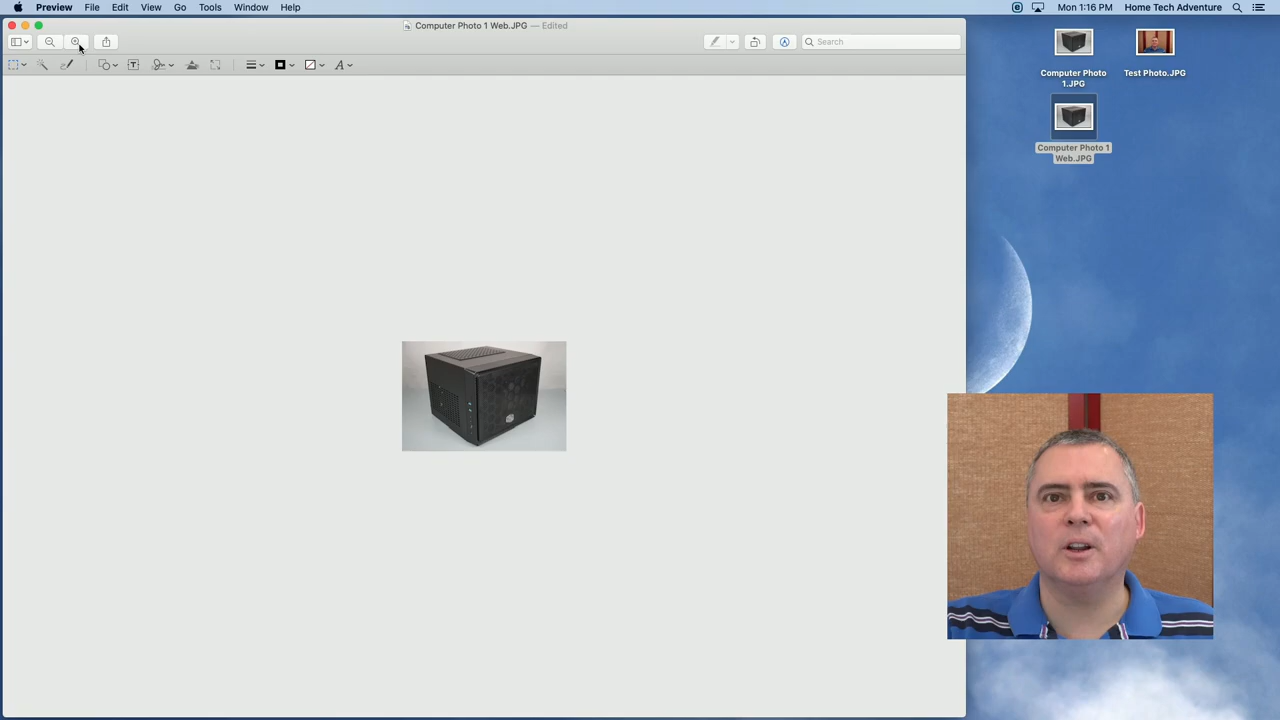 Preview File Edit View Go Tools Window Help
Mon 1:16 PM Home Tech Adventure
Computer Photo 1 Web.JPG — Edited
Search
Computer Photo
1.JPG
Test Photo.JPG
Computer Photo 1
Web.JPG